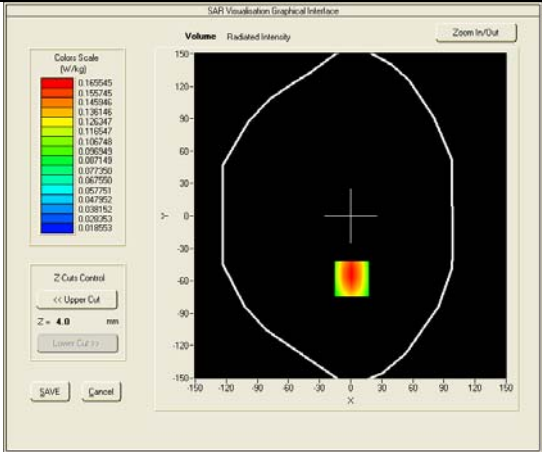 SAR Visualisation Graphical Interface
Volume Radiated Intensity
Zoom In/Out
Colors Scale
(W/kg)
0.165545
0.155745
0.145946
0.136146
0.126347
0.116547
0.106748
0.096949
0.087149
0.077350
0.067550
0.057751
0.047952
0.038152
0.028353
0.018553
Z-Cuts Control
<< Upper Cut
Z = 4.0 mm
Lower Cut >>
SAVE Cancel
150
120
90
60
30
0
-30
-60
-90
-120
-150
Y
-150 -120 -90 -60 -30 0 30 60 90 120 150
X